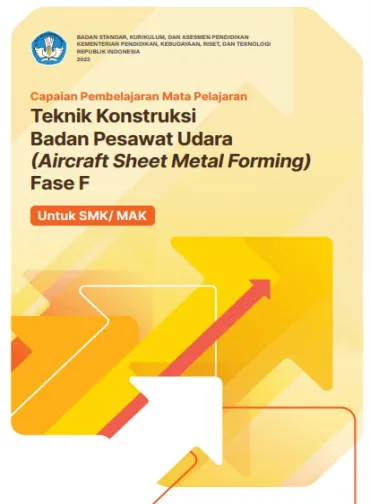 BADAN STANDAR, KURIKULUM, DAN ASESMEN PENDIDIKAN
KEMENTERIAN PENDIDIKAN, KEBUDAYAAN, RISET, DAN TEKNOLOGI
REPUBLIK INDONESIA
2022
Capaian Pembelajaran Mata Pelajaran
Teknik Konstruksi
Badan Pesawat Udara
(Aircraft Sheet Metal Forming)
Fase F
Untuk SMK/ MAK